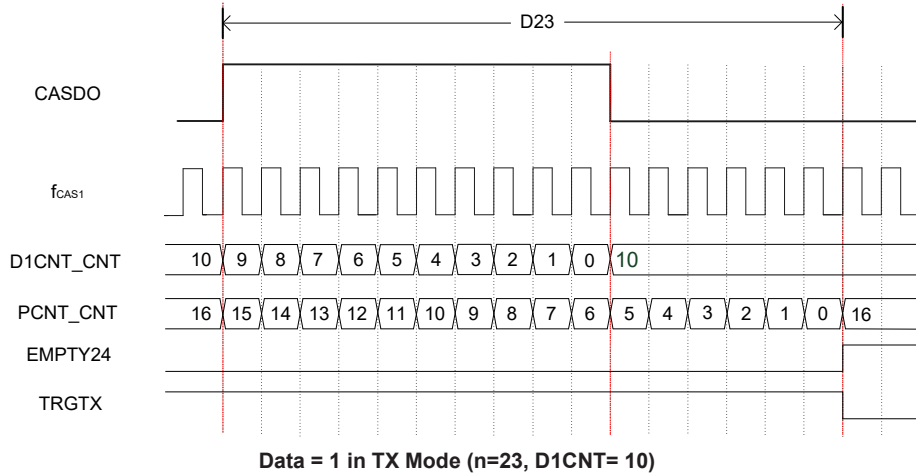 D23
CASDO
fCAS1
D1CNT_CNT 10 9 8 7 6 5 4 3 2 1 0 10
PCNT_CNT 16 15 14 13 12 11 10 9 8 7 6 5 4 3 2 1 0 16
EMPTY24
TRGTX
Data = 1 in TX Mode (n=23, D1CNT= 10)